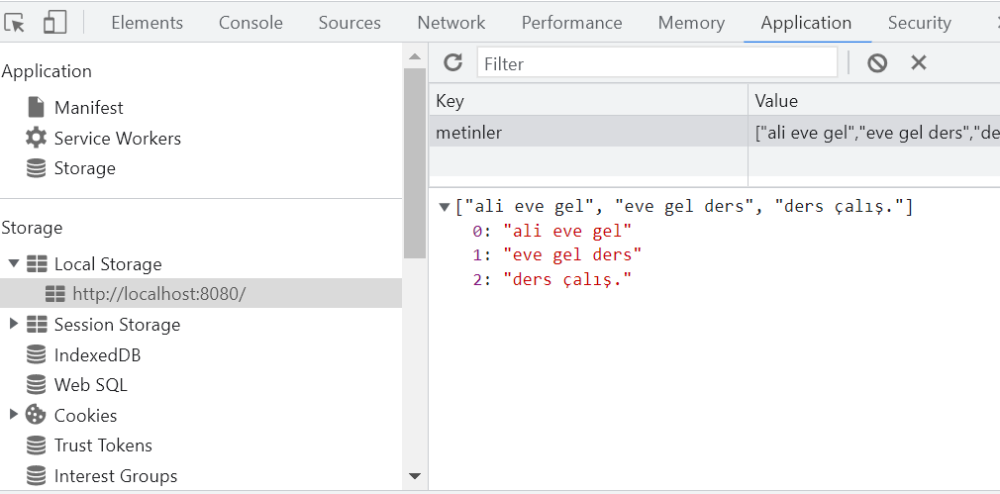 Elements Console Sources Network Performance Memory Application Security
Application
Manifest
Service Workers
Storage
Storage
Local Storage
http://localhost:8080/
Session Storage
IndexedDB
Web SQL
Cookies
Trust Tokens
Interest Groups
Filter
Key Value
metinler ["ali eve gel","eve gel ders","de
["ali eve gel", "eve gel ders", "ders çalış."]
0: "ali eve gel"
1: "eve gel ders"
2: "ders çalış."